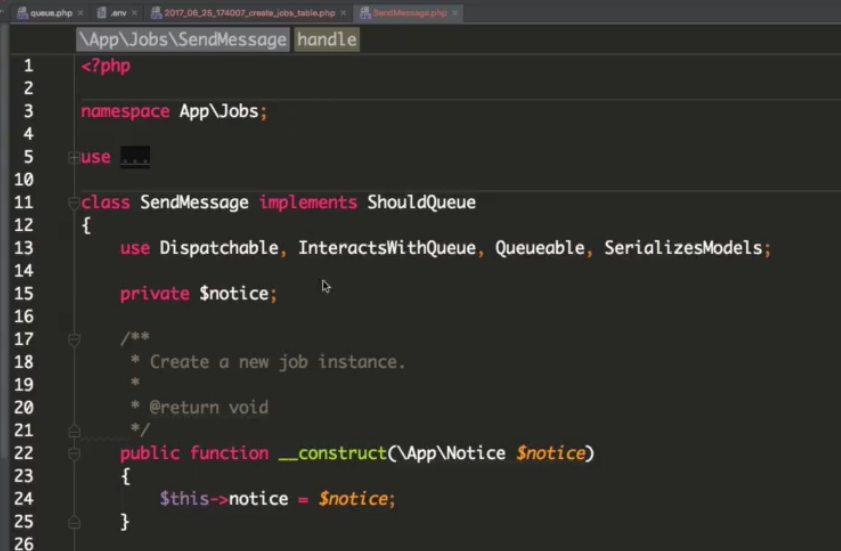 queue.php × .env × 2017_06_25_174007_create_jobs_table.php × SendMessage.php ×
\App\Jobs\SendMessage handle
1 <?php
2
3 namespace App\Jobs;
4
5 use ...
10
11 class SendMessage implements ShouldQueue
12 {
13 use Dispatchable, InteractsWithQueue, Queueable, SerializesModels;
14
15 private $notice;
16
17 /**
18 * Create a new job instance.
19 *
20 * @return void
21 */
22 public function __construct(\App\Notice $notice)
23 {
24 $this->notice = $notice;
25 }
26